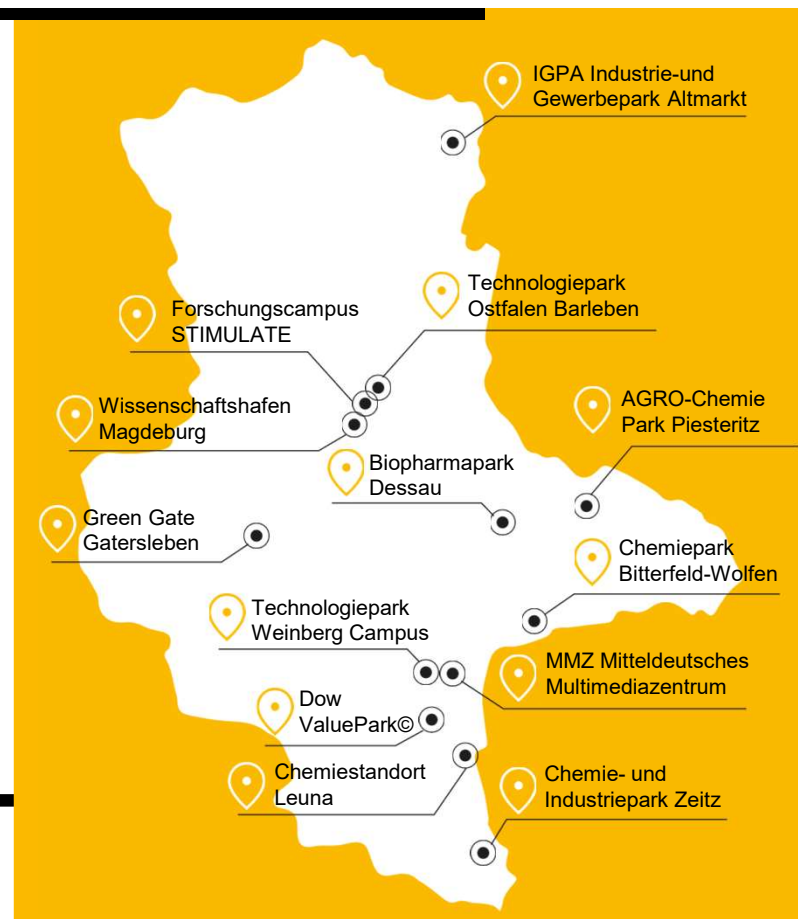 IGPA Industrie-und
Gewerbepark Altmarkt
Technologiepark
Ostfalen Barleben
Forschungscampus
STIMULATE
Wissenschaftshafen
Magdeburg
AGRO-Chemie
Park Piesteritz
Biopharmapark
Dessau
Green Gate
Gatersleben
Chemiepark
Bitterfeld-Wolfen
Technologiepark
Weinberg Campus
MMZ Mitteldeutsches
Multimediazentrum
Dow
ValuePark©
Chemiestandort
Leuna
Chemie- und
Industriepark Zeitz